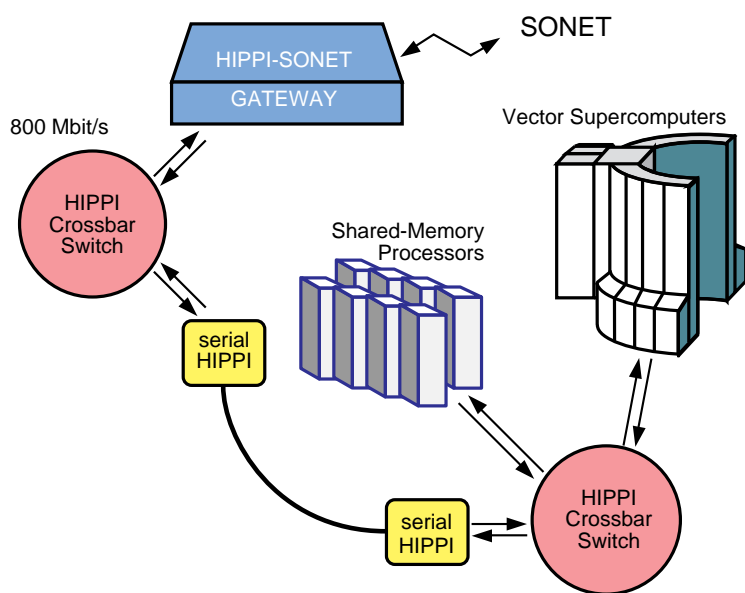 SONET
HIPPI-SONET
GATEWAY
800 Mbit/s
Vector Supercomputers
HIPPI
Crossbar
Switch
Shared-Memory
Processors
serial
HIPPI
serial
HIPPI
HIPPI
Crossbar
Switch